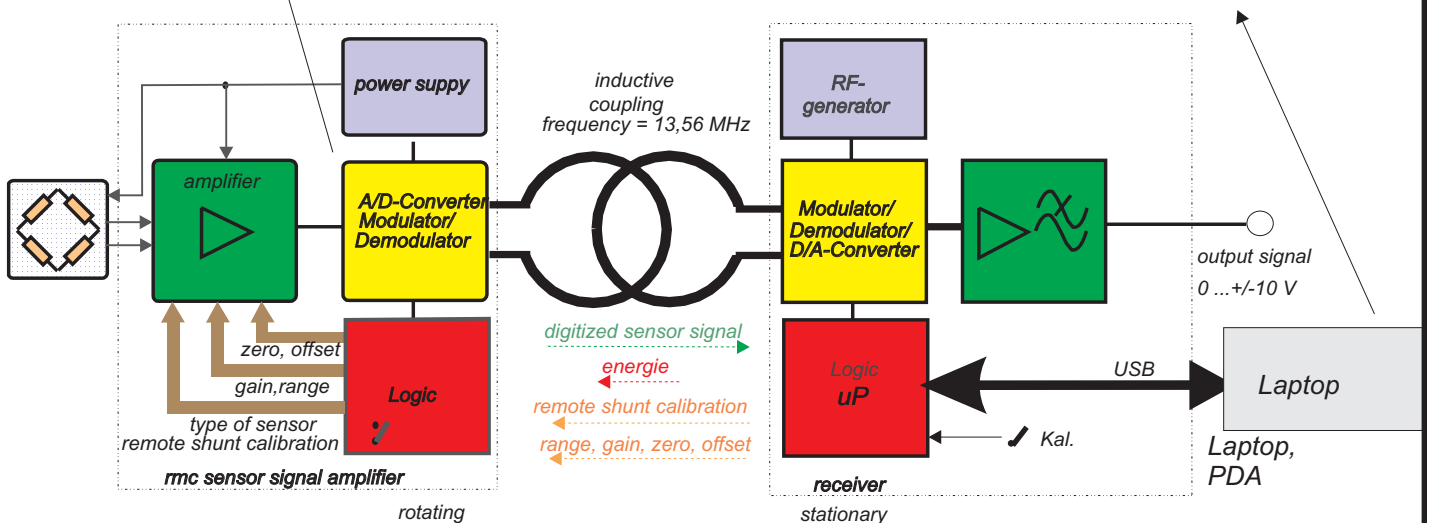 power suppy
amplifier
A/D-Converter
Modulator/
Demodulator
zero, offset
gain,range
type of sensor
remote shunt calibration
Logic
rmc sensor signal amplifier
rotating
inductive
coupling
frequency = 13,56 MHz
digitized sensor signal
energie
remote shunt calibration
range, gain, zero, offset
RF-
generator
Modulator/
Demodulator/
D/A-Converter
Logic
uP
receiver
stationary
output signal
0 ...+/-10 V
USB
Kal.
Laptop
Laptop,
PDA